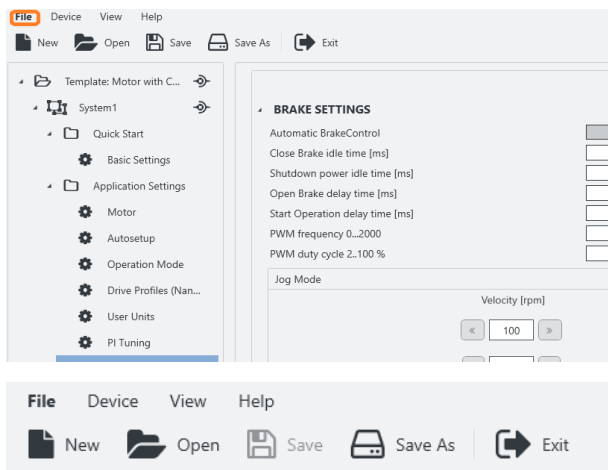 File Device View Help
New Open Save Save As Exit
Template: Motor with C...
System1
Quick Start
Basic Settings
Application Settings
Motor
Autosetup
Operation Mode
Drive Profiles (Nan...
User Units
PI Tuning
BRAKE SETTINGS
Automatic BrakeControl
Close Brake idle time [ms]
Shutdown power idle time [ms]
Open Brake delay time [ms]
Start Operation delay time [ms]
PWM frequency 0...2000
PWM duty cycle 2..100 %
Jog Mode
Velocity [rpm]
« 100 »
File Device View Help
New Open Save Save As Exit